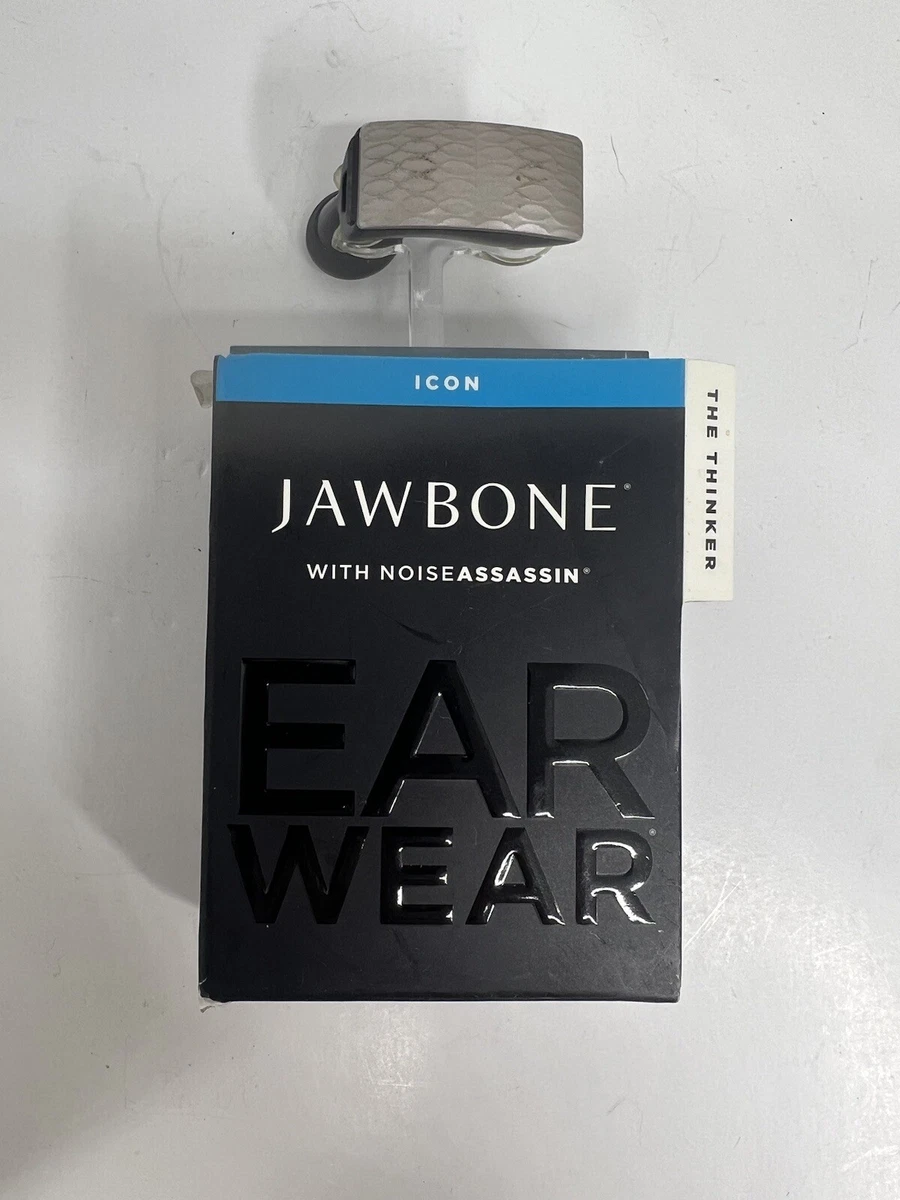 ICON
JAWBONE®
WITH NOISEASSASSIN®
EAR
WEAR®
THE THINKER